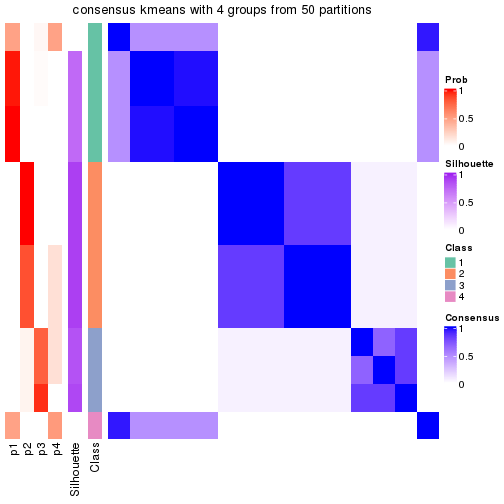 consensus kmeans with 4 groups from 50 partitions
Prob
1
0.5
0
Silhouette
1
0.5
0
Class
1
2
3
4
Consensus
1
0.5
0
p1
p2
p3
p4
Silhouette
Class